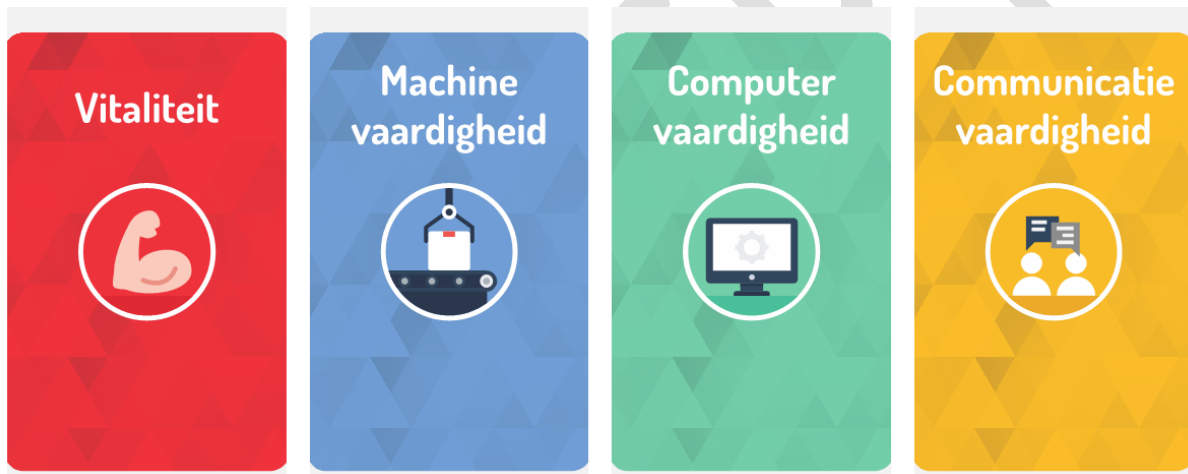 Vitaliteit
Machine
vaardigheid
Computer
vaardigheid
Communicatie
vaardigheid